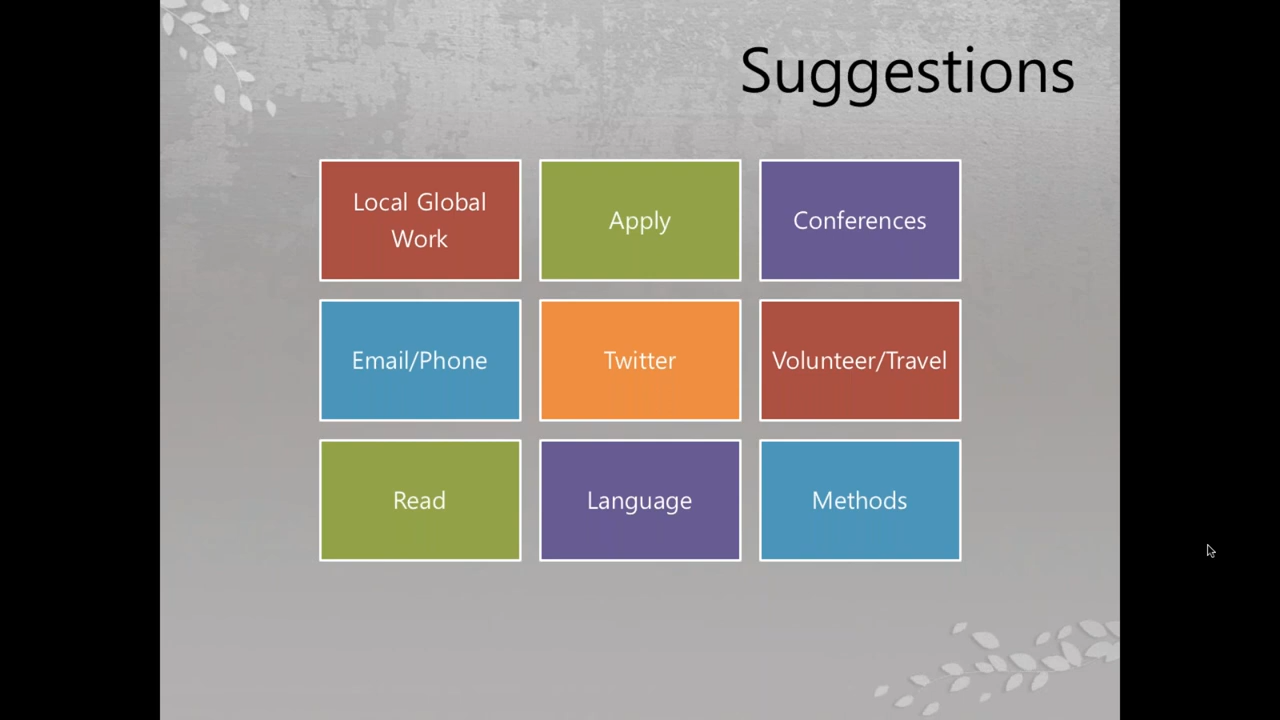 Suggestions
Local Global
Work
Apply
Conferences
Email/Phone
Twitter
Volunteer/Travel
Read
Language
Methods